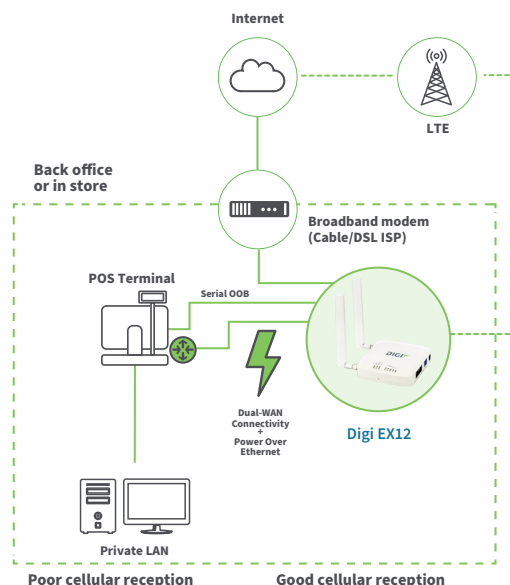 Internet
LTE
Back office
or in store
Broadband modem
(Cable/DSL ISP)
POS Terminal
Serial OOB
DIGI
Dual-WAN
Connectivity
+
Power Over
Ethernet
Digi EX12
Private LAN
Poor cellular reception
Good cellular reception